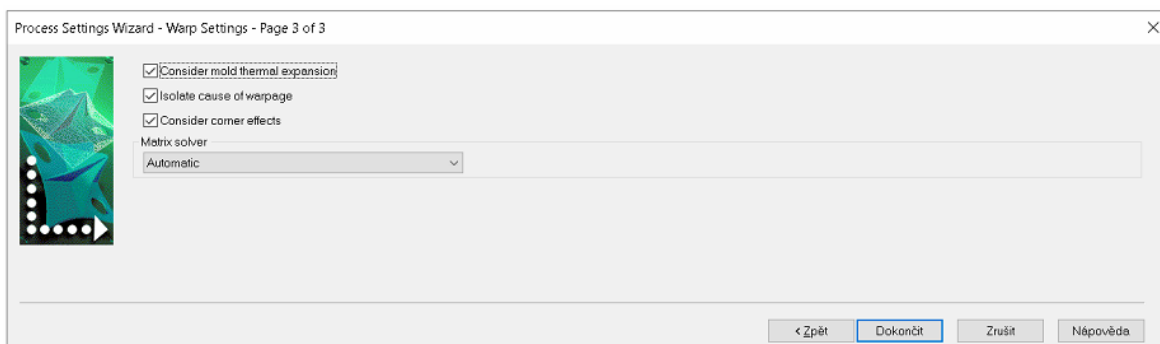 Process Settings Wizard - Warp Settings - Page 3 of 3
Consider mold thermal expansion
Isolate cause of warpage
Consider corner effects
Matrix solver
Automatic
< Zpět Dokončit Zrušit Nápověda